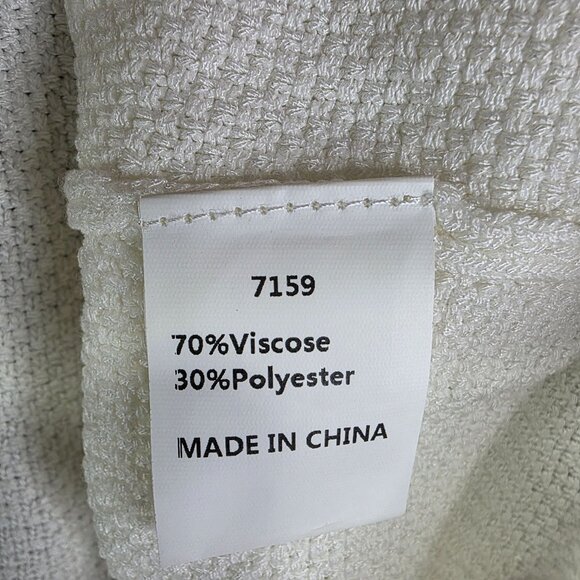 7159
70%Viscose
30%Polyester
MADE IN CHINA